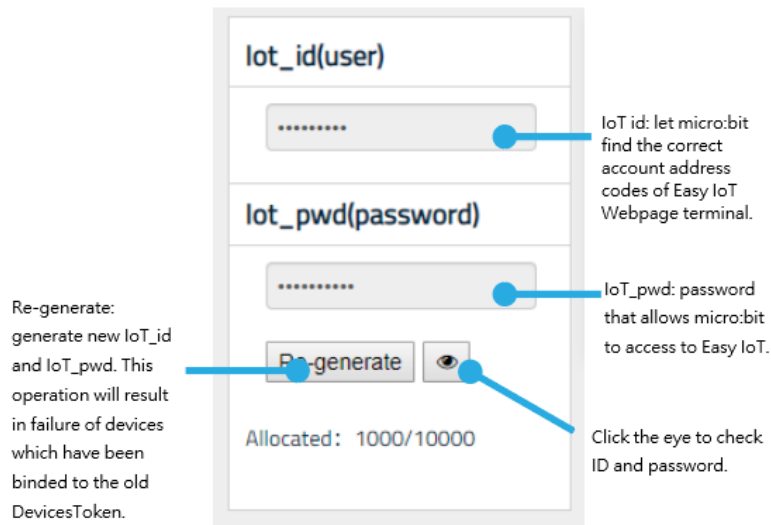 Iot_id(user)
•••••••••
IoT id: let micro:bit
find the correct
account address
codes of Easy IoT
Webpage terminal.
Iot_pwd(password)
••••••••••
IoT_pwd: password
that allows micro:bit
to access to Easy IoT.
Re-generate:
generate new IoT_id
and IoT_pwd. This
operation will result
in failure of devices
which have been
binded to the old
DevicesToken.
Re-generate
Allocated: 1000/10000
Click the eye to check
ID and password.